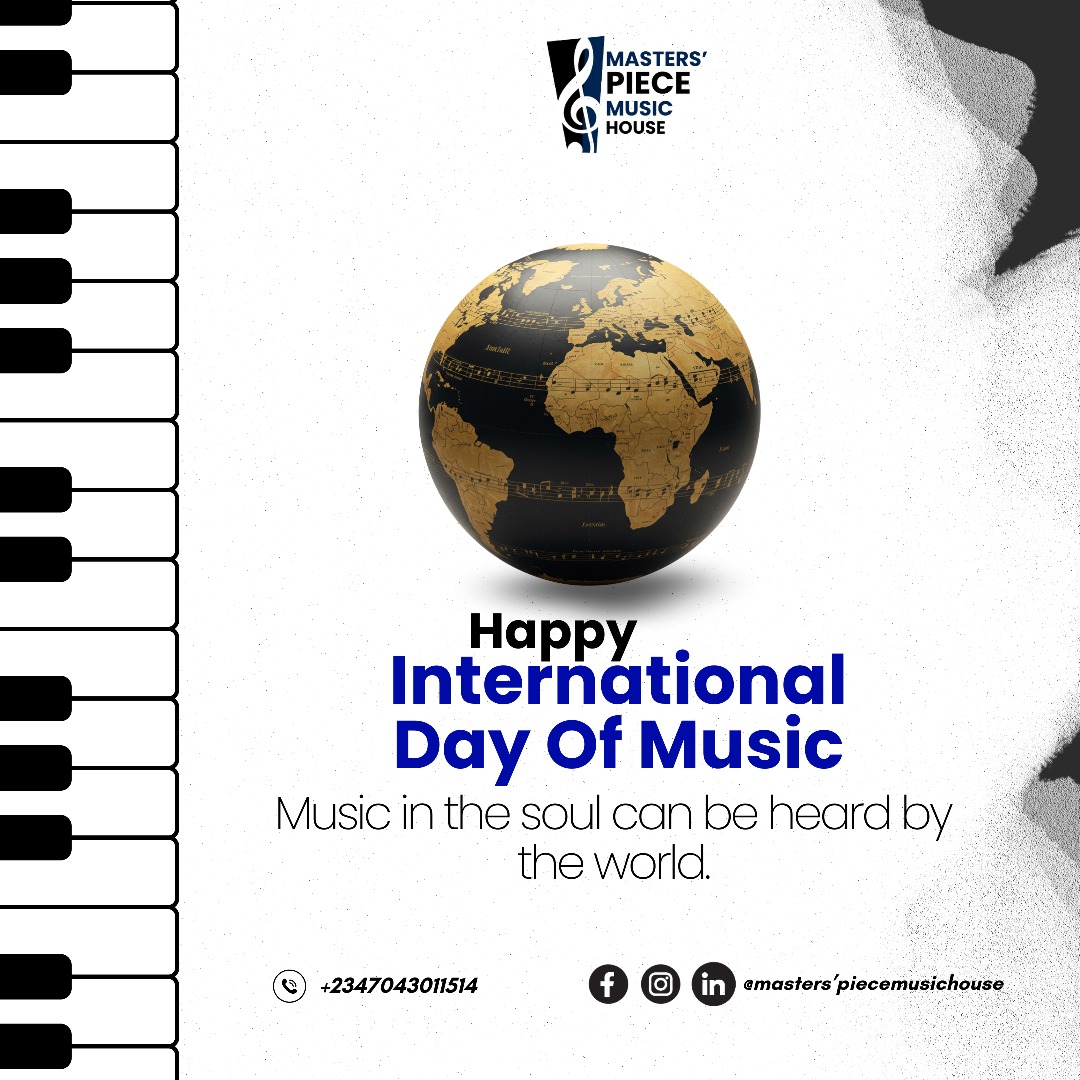 MASTERS'
PIECE
MUSIC
HOUSE
Happy
International
Day Of Music
Music in the soul can be heard by
the world.
+2347043011514
@masters'piecemusichouse